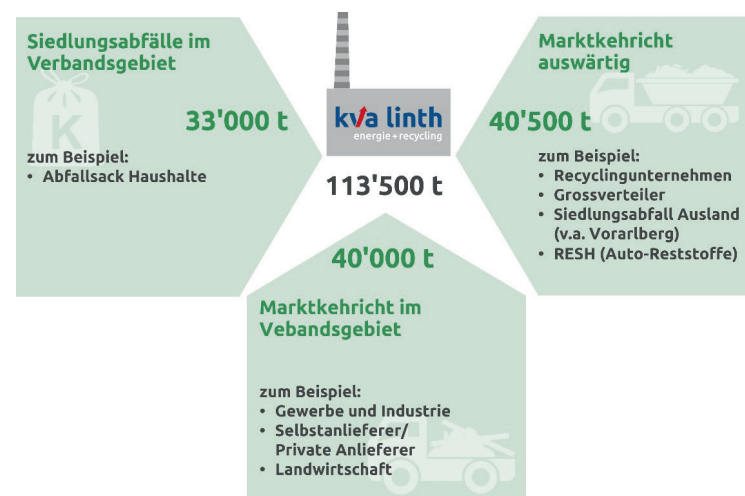 Siedlungsabfälle im
Verbandsgebiet
33'000 t
K
zum Beispiel:
• Abfallsack Haushalte
kva linth
energie+recycling
113'500 t
Marktkehricht
auswärtig
40'500 t
zum Beispiel:
• Recyclingunternehmen
• Grossverteiler
• Siedlungsabfall Ausland
(v.a. Vorarlberg)
• RESH (Auto-Reststoffe)
40'000 t
Marktkehricht im
Vebandsgebiet
zum Beispiel:
• Gewerbe und Industrie
• Selbstanlieferer/
Private Anlieferer
• Landwirtschaft